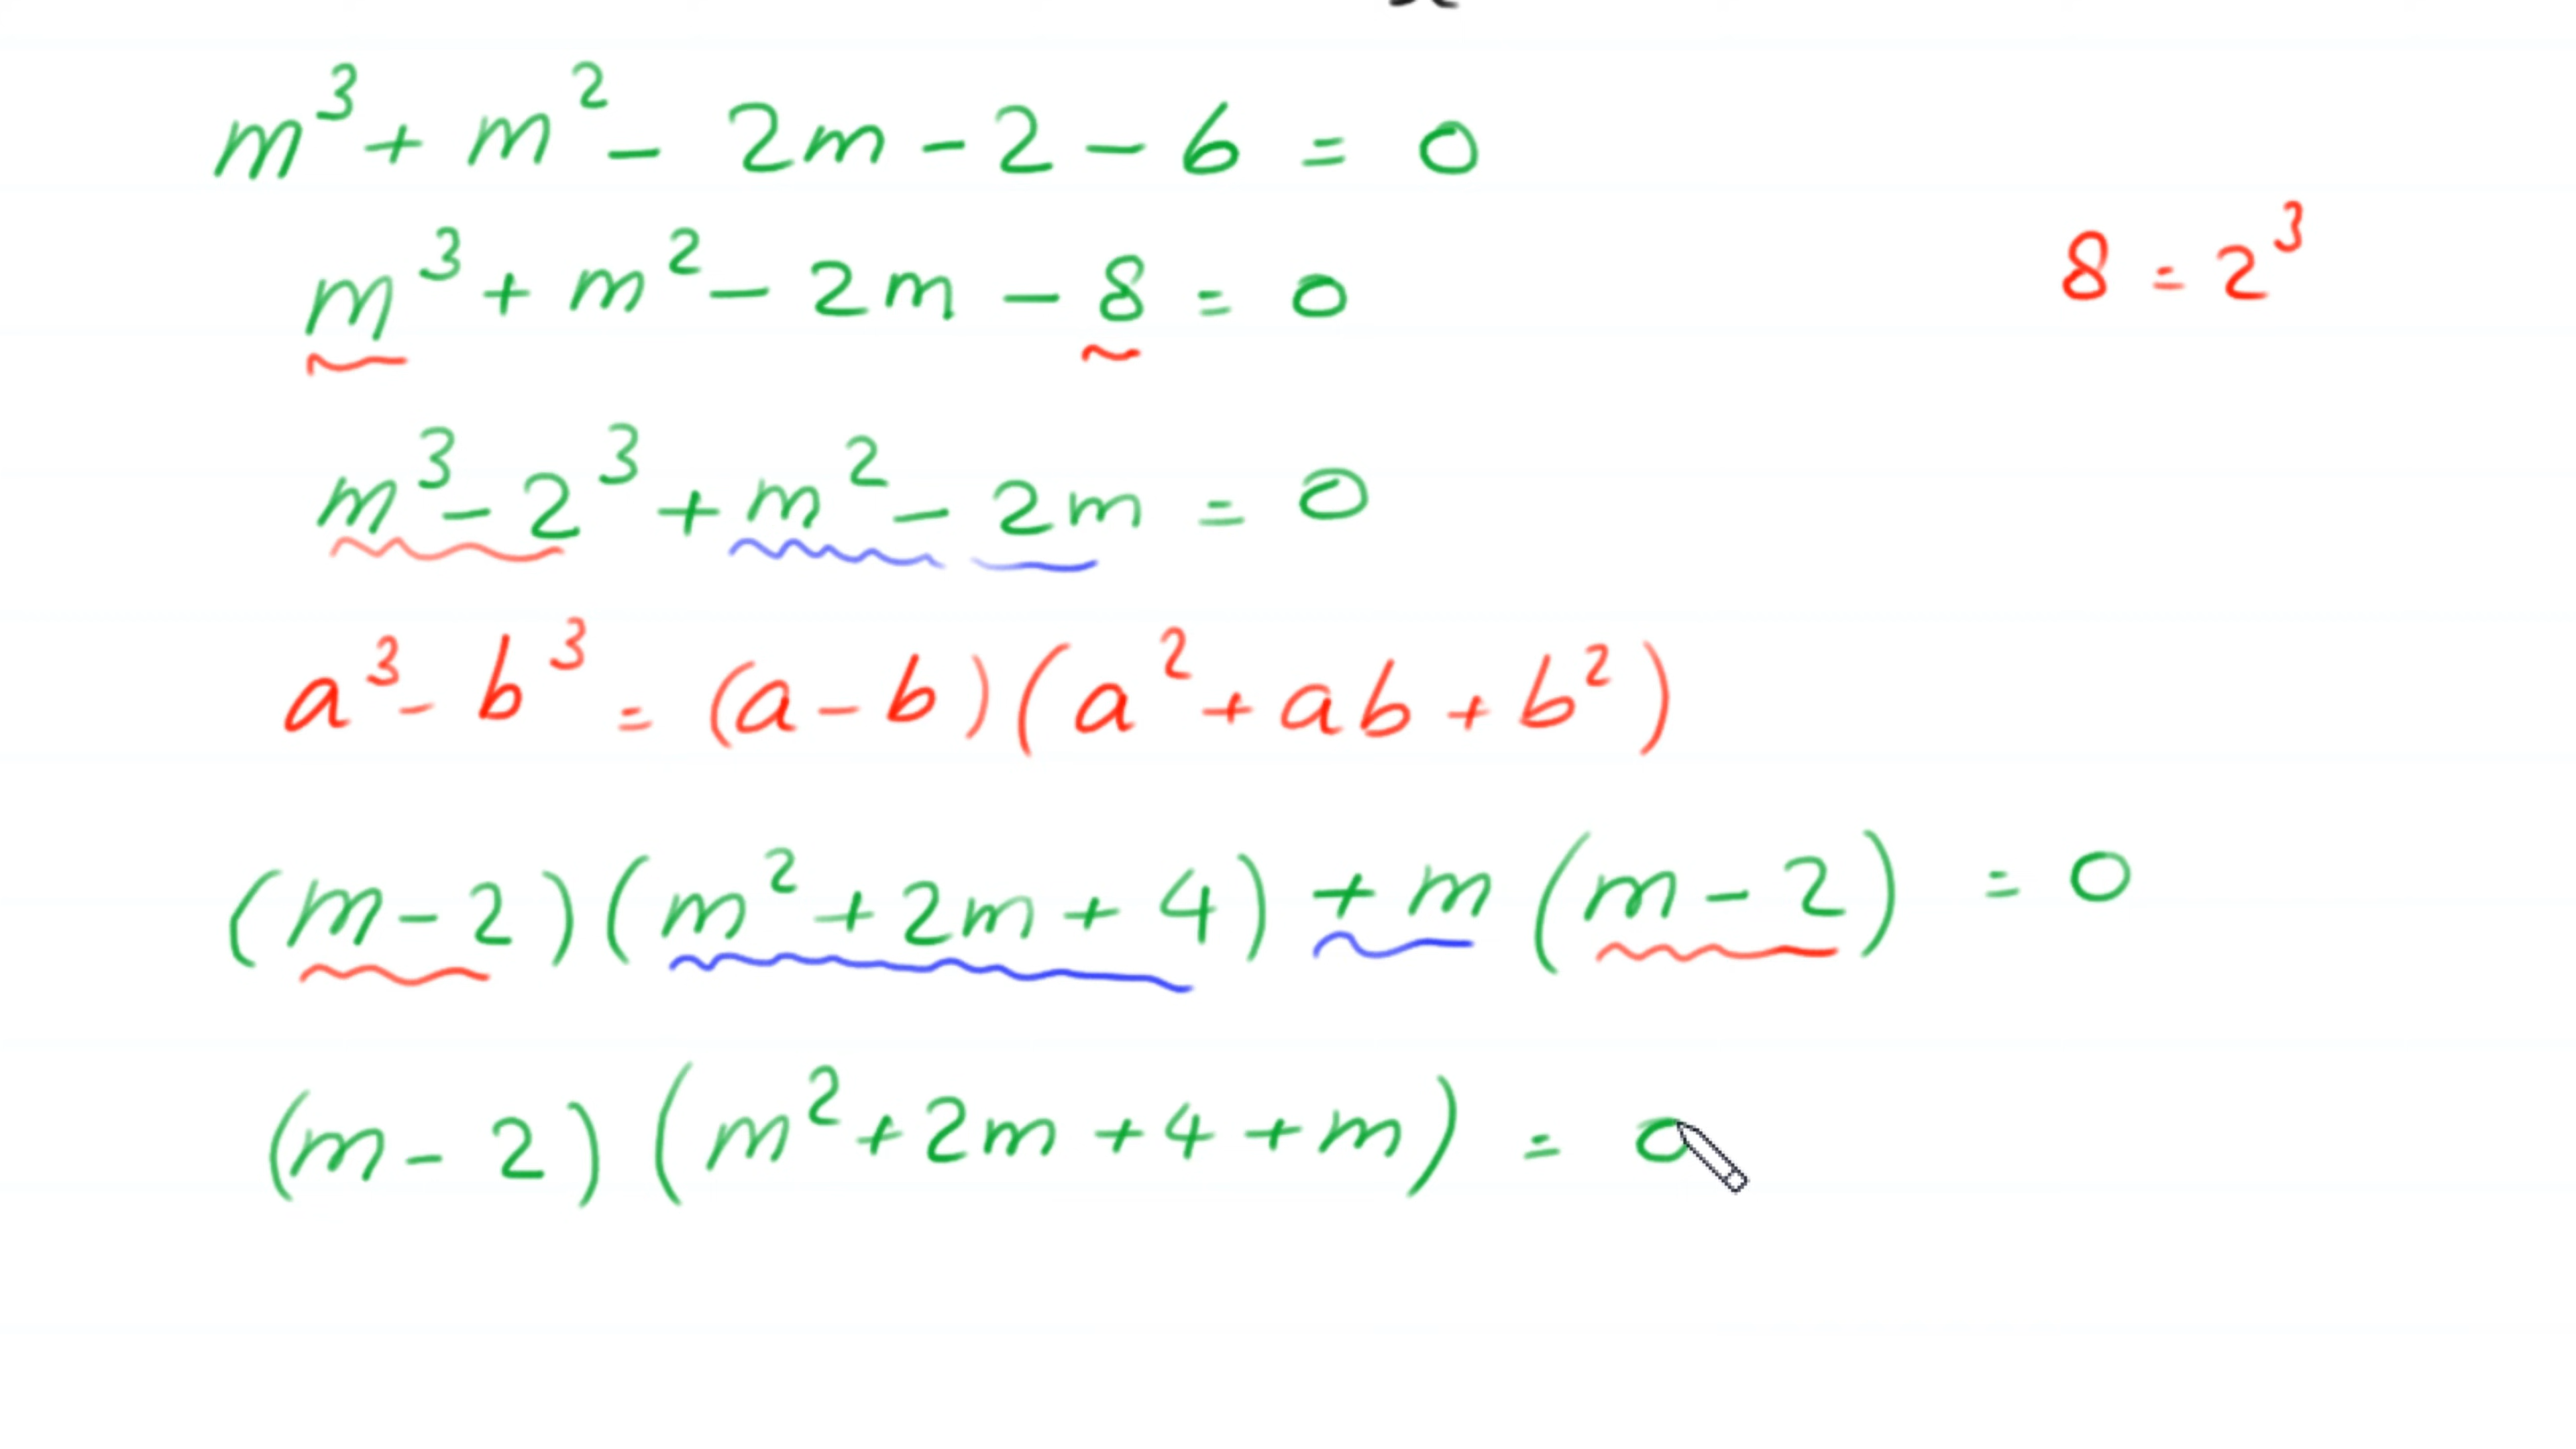 m³ + m² - 2m - 2 - 6 = 0
m³ + m² - 2m - 8 = 0
8 = 2³
m³ - 2³ + m² - 2m = 0
a³ - b³ = (a - b)(a² + ab + b²)
(m - 2)(m² + 2m + 4) + m(m - 2) = 0
(m - 2)(m² + 2m + 4 + m) = 0